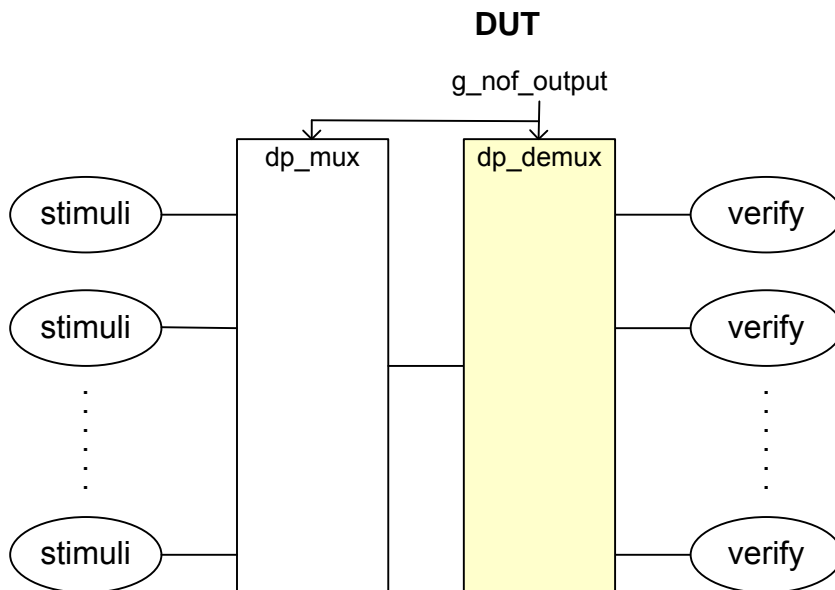 DUT
g_nof_output
dp_mux
dp_demux
stimuli
verify
stimuli
verify
stimuli
verify